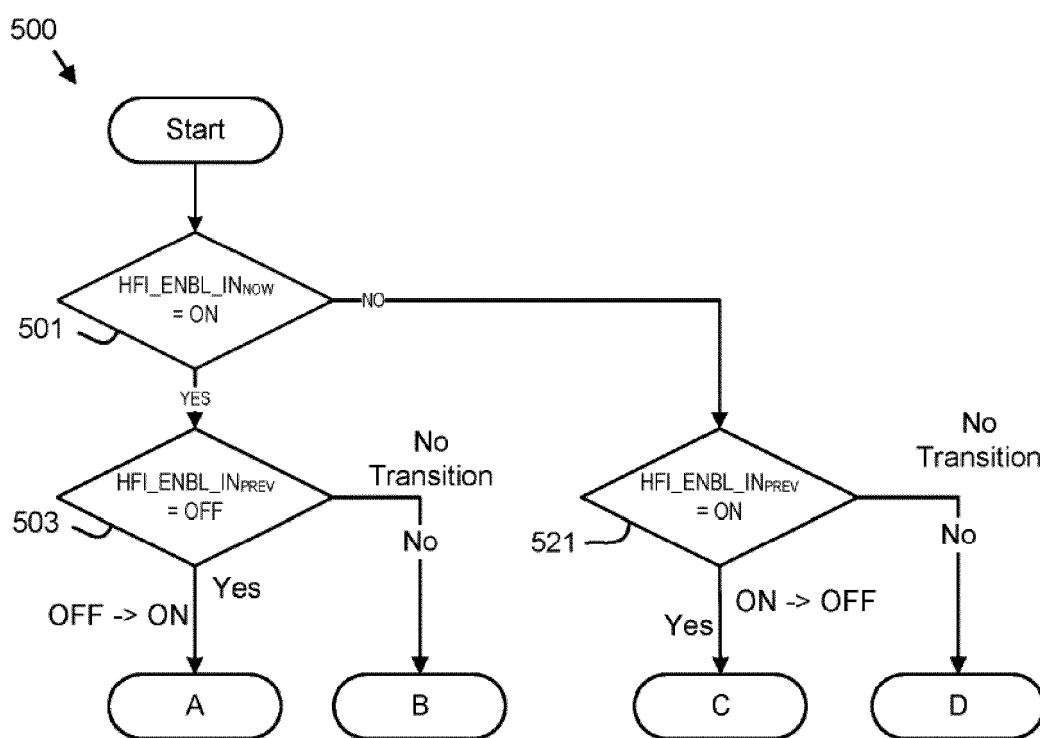 500
Start
HFI_ENBL_INNOW
= ON
NO
501
YES
No
Transition
HFI_ENBL_INPREV
= OFF
503
No
Yes
OFF -> ON
No
Transition
HFI_ENBL_INPREV
= ON
521
No
ON -> OFF
Yes
A
B
C
D